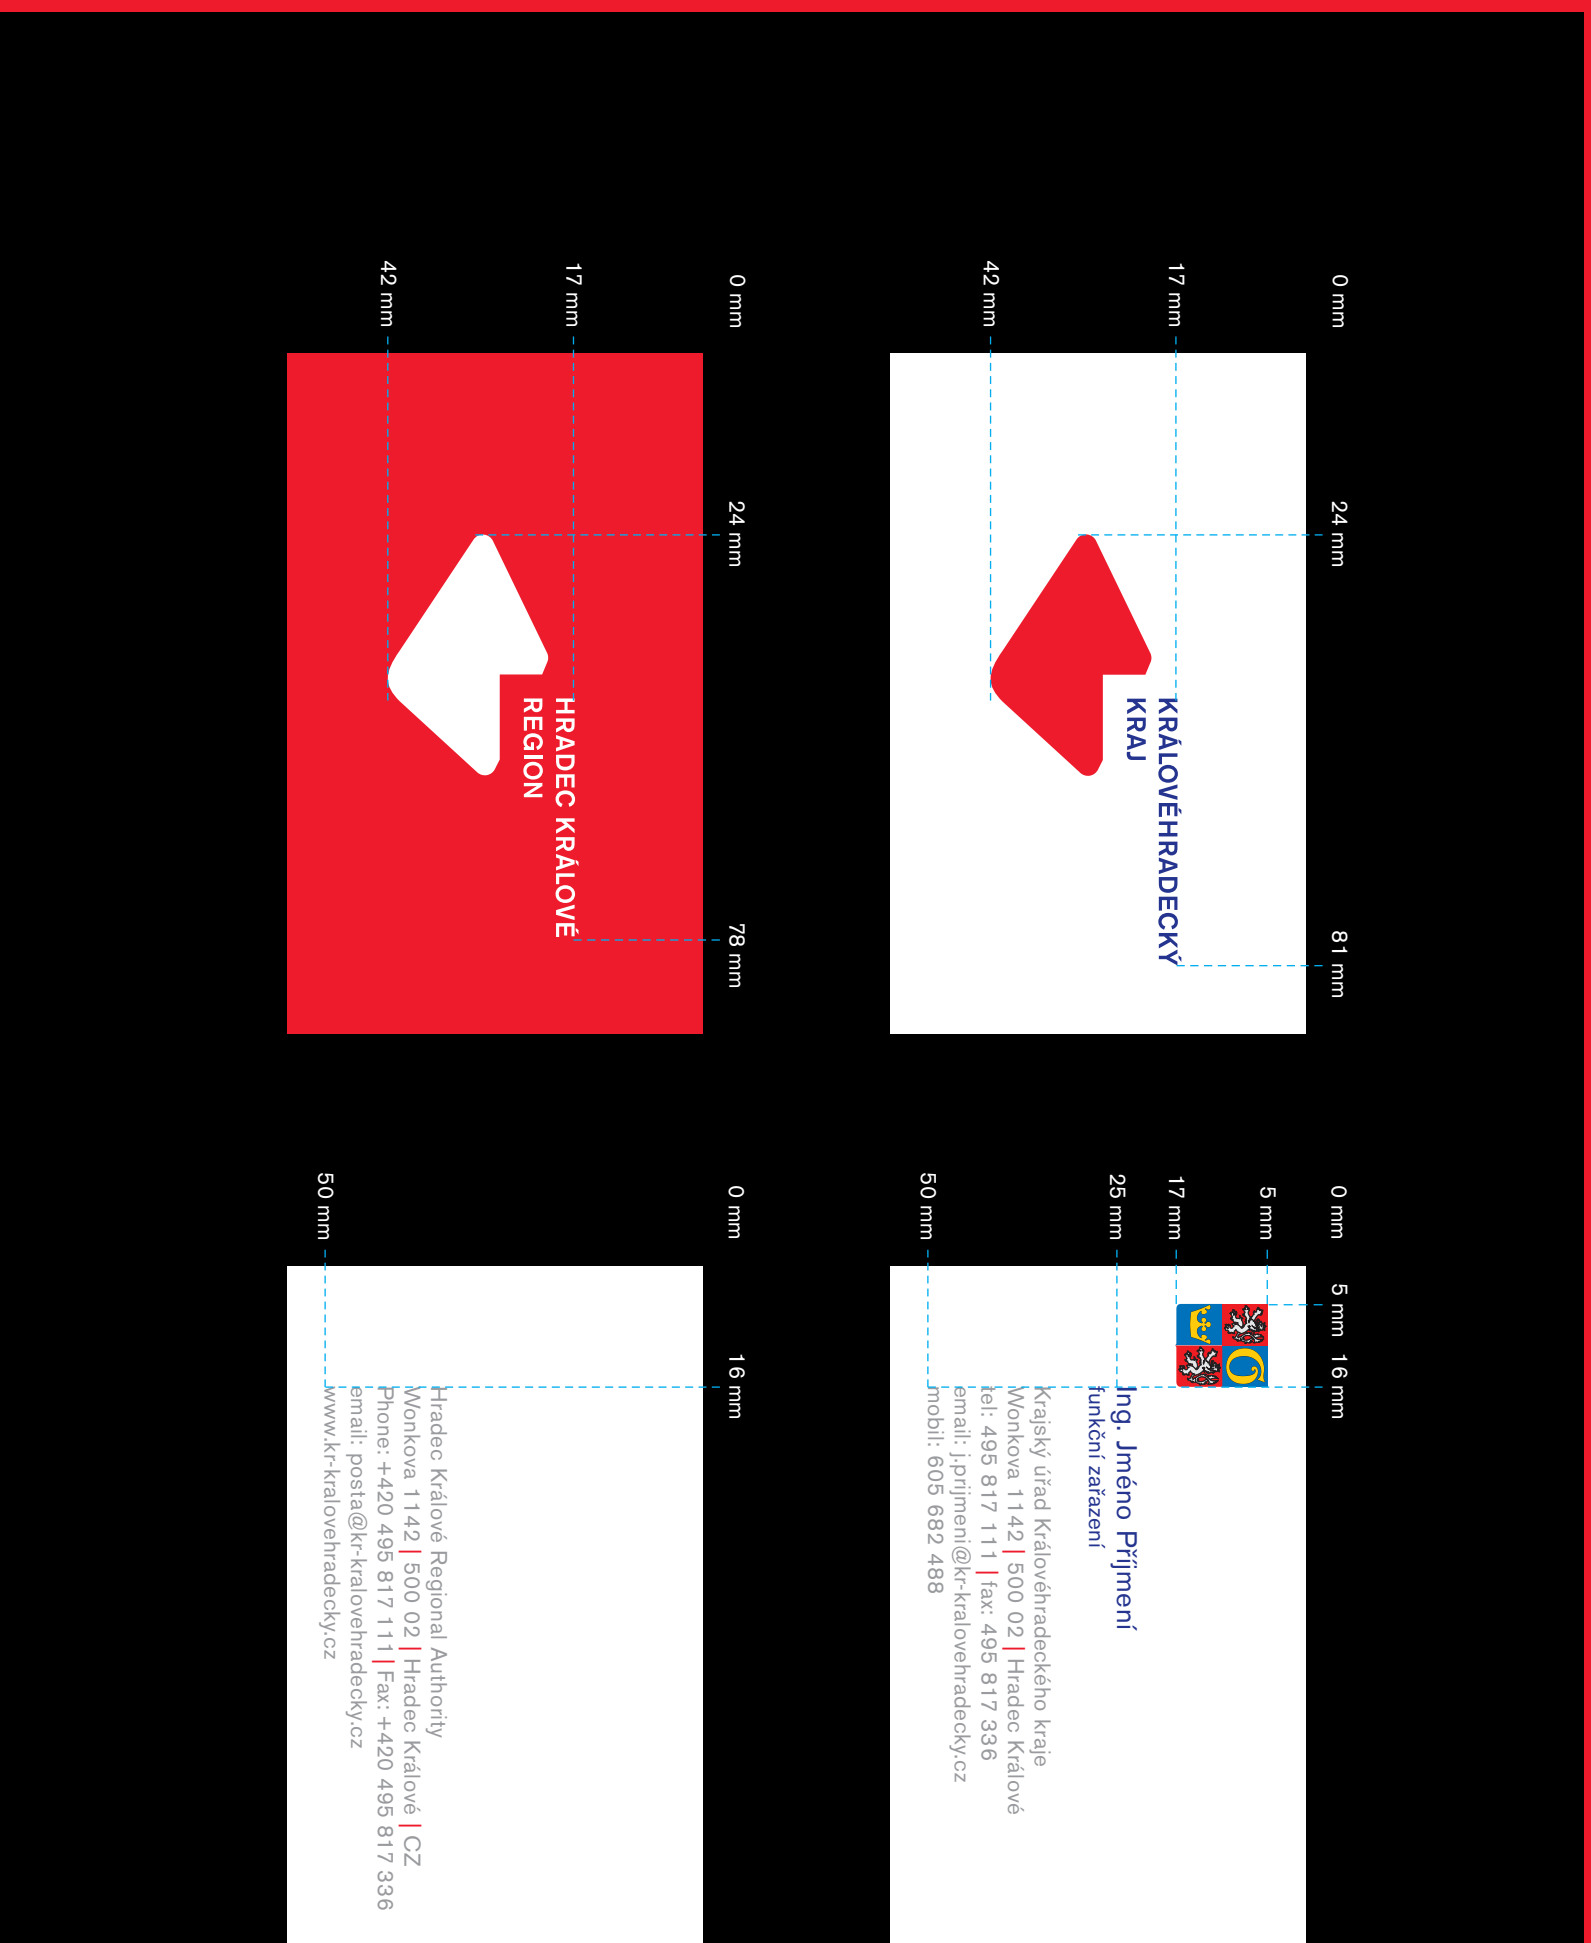 0 mm
24 mm
81 mm
17 mm
KRÁLOVÉHRADECKÝ
KRAJ
42 mm
0 mm
5 mm
16 mm
5 mm
17 mm
25 mm
Ing. Jméno Příjmení
funkční zařazení
Krajský úřad Královéhradeckého kraje
Wonkova 1142 | 500 02 | Hradec Králové
tel: 495 817 111 | fax: 495 817 336
email: j.prijmeni@kr-kralovehradecky.cz
50 mm
mobil: 605 682 488
0 mm
24 mm
78 mm
17 mm
HRADEC KRÁLOVÉ
REGION
42 mm
0 mm
16 mm
Hradec Králové Regional Authority
Wonkova 1142 | 500 02 | Hradec Králové | CZ
Phone: +420 495 817 111 | Fax: +420 495 817 336
email: posta@kr-kralovehradecky.cz
50 mm
www.kr-kralovehradecky.cz